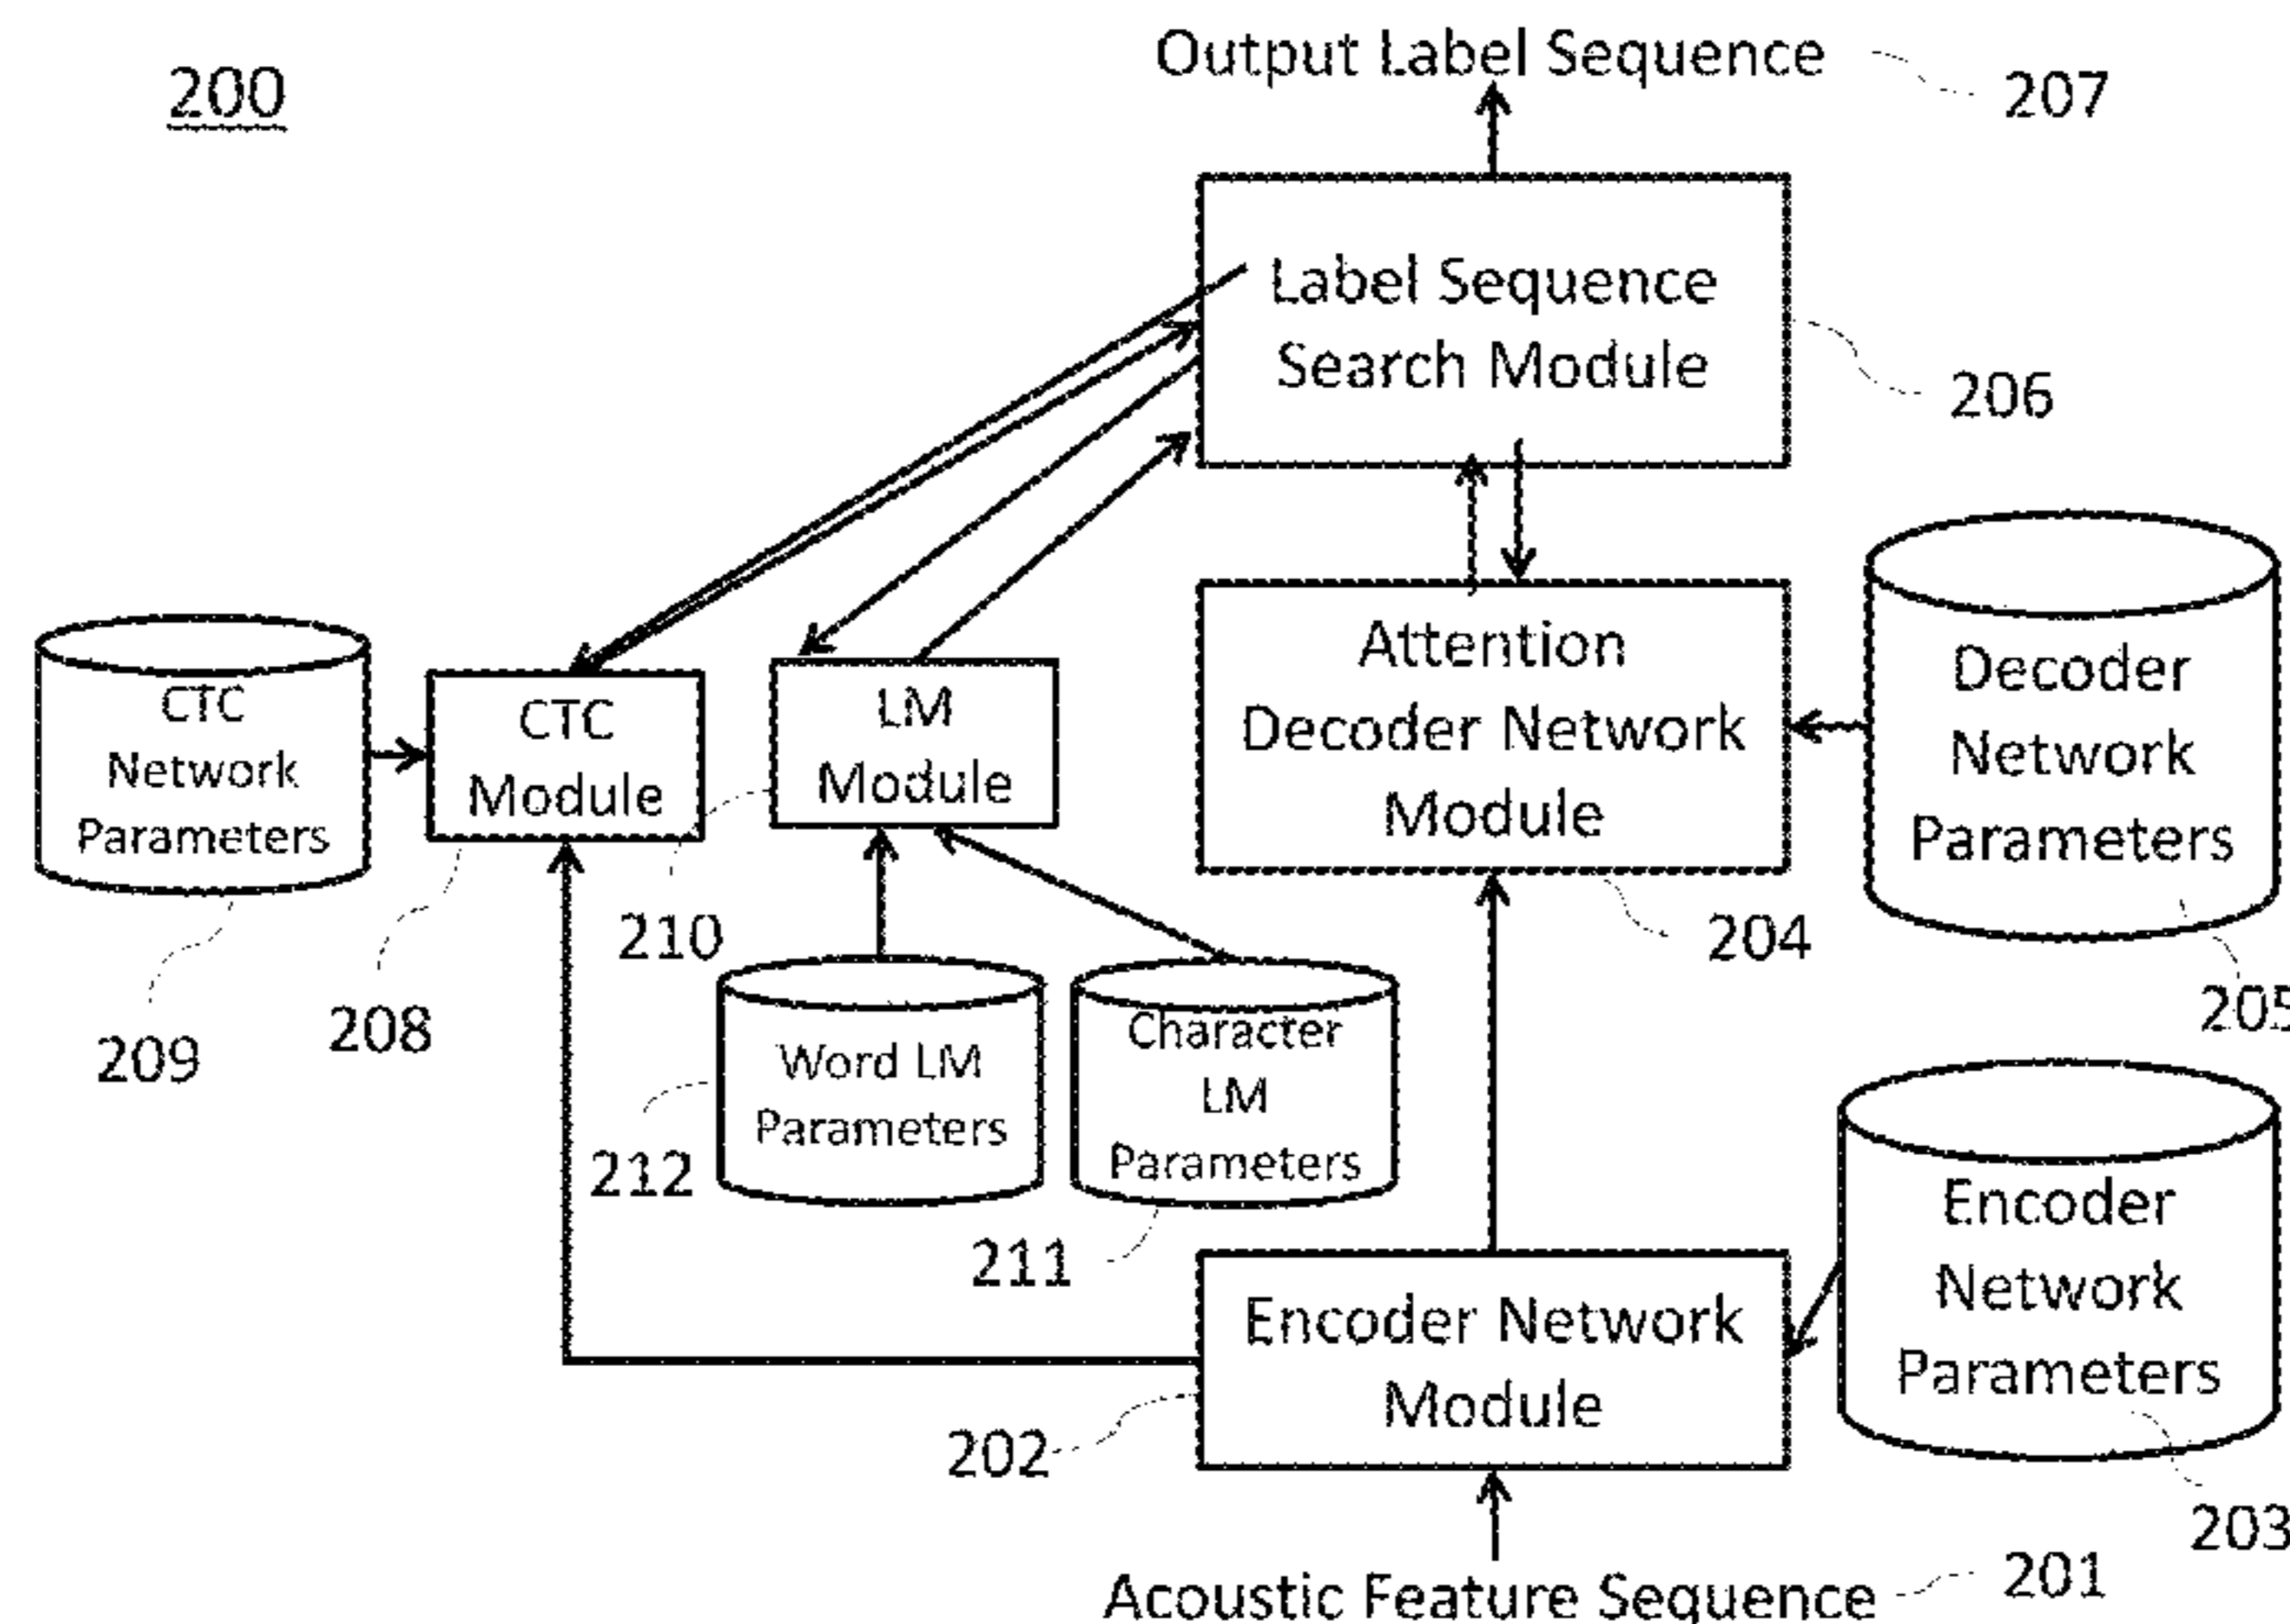 200
Output Label Sequence
207
Label Sequence
Search Module
206
CTC
Network
Parameters
209
CTC
Module
208
LM
Module
210
Attention
Decoder Network
Module
204
Decoder
Network
Parameters
205
Word LM
Parameters
212
Character
LM
Parameters
211
Encoder Network
Module
202
Encoder
Network
Parameters
203
Acoustic Feature Sequence
201